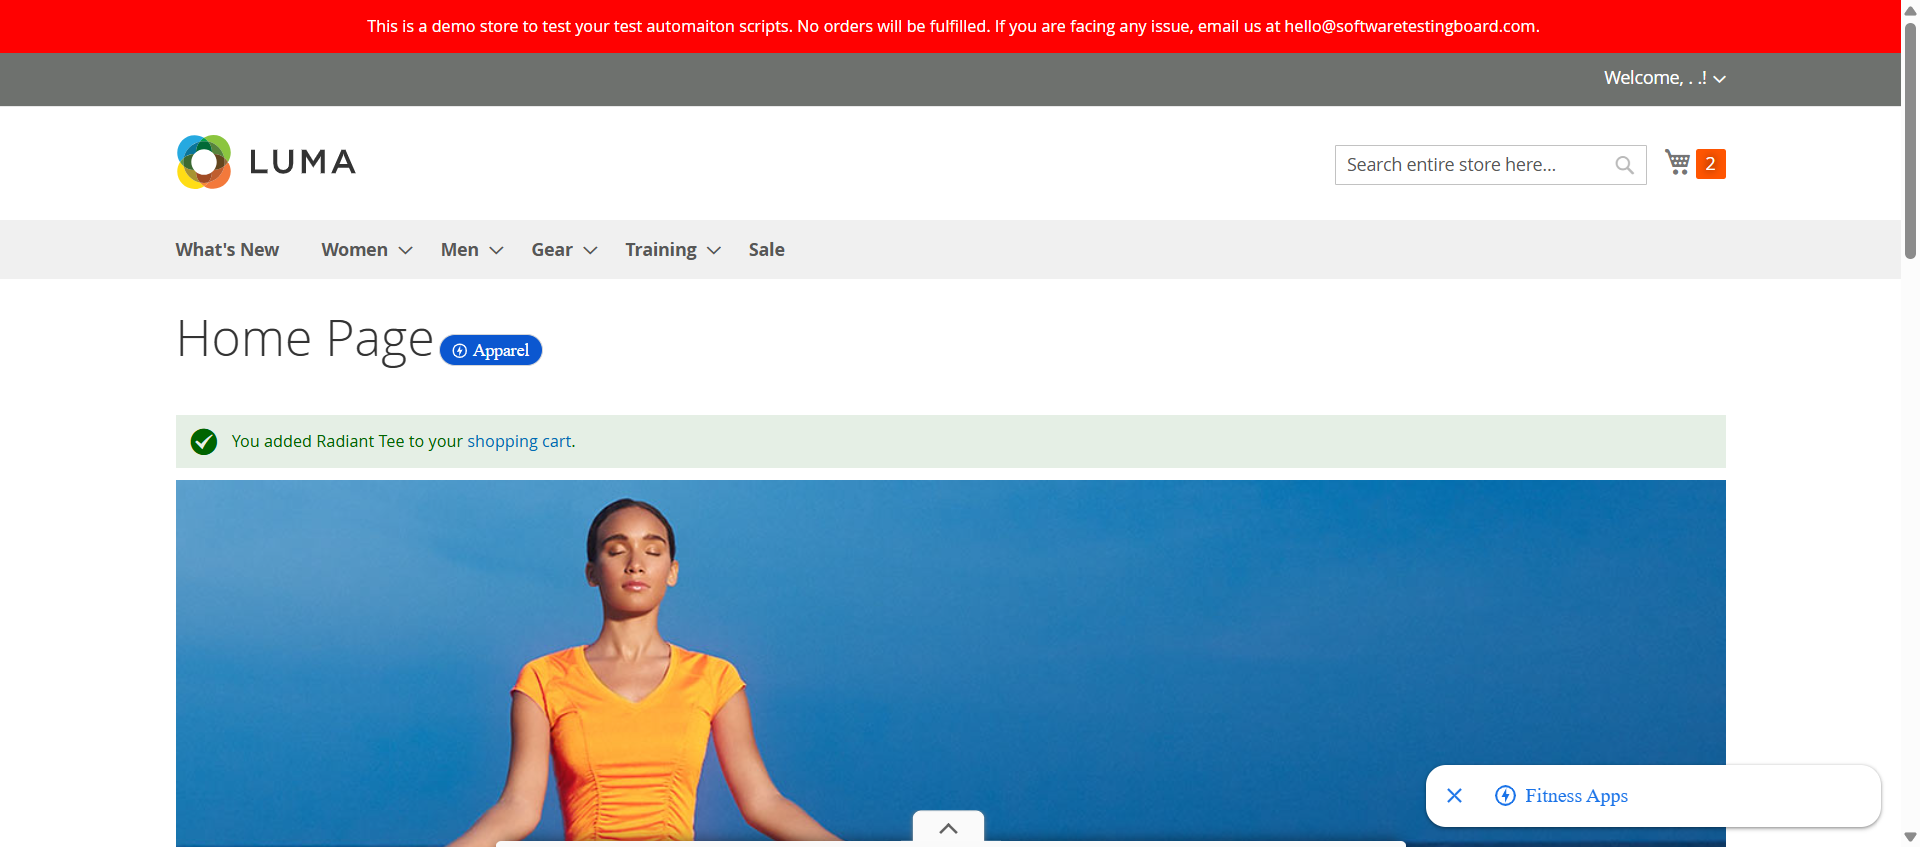 This is a demo store to test your test automaiton scripts. No orders will be fulfilled. If you are facing any issue, email us at hello@softwaretestingboard.com.
Welcome, . .!
LUMA
Search entire store here...
2
What's New Women Men Gear Training Sale
Home Page Apparel
You added Radiant Tee to your shopping cart.
Fitness Apps